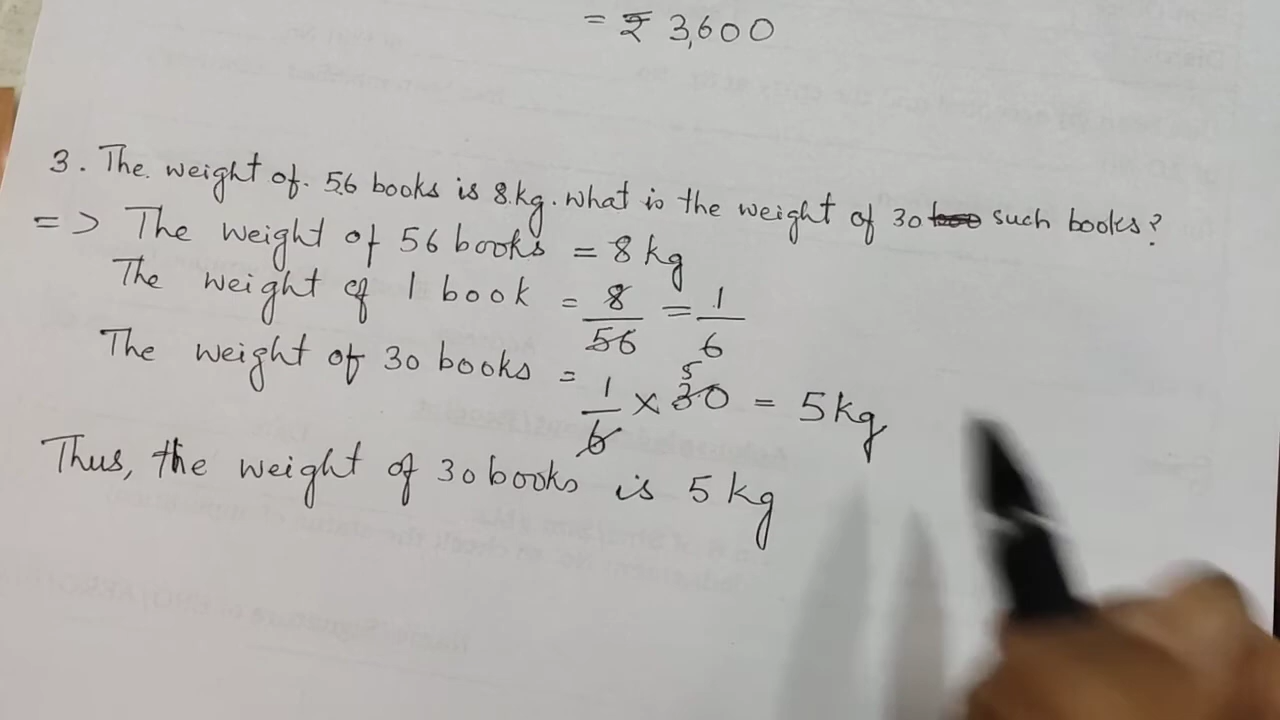 = ₹ 3,600
3. The weight of 56 books is 8 kg. What is the weight of 30 such books?
=> The weight of 56 books = 8 kg
The weight of 1 book = 8/56 = 1/6
The weight of 30 books = 1/6 × 30 = 5 kg
5
Thus, the weight of 30 books is 5 kg